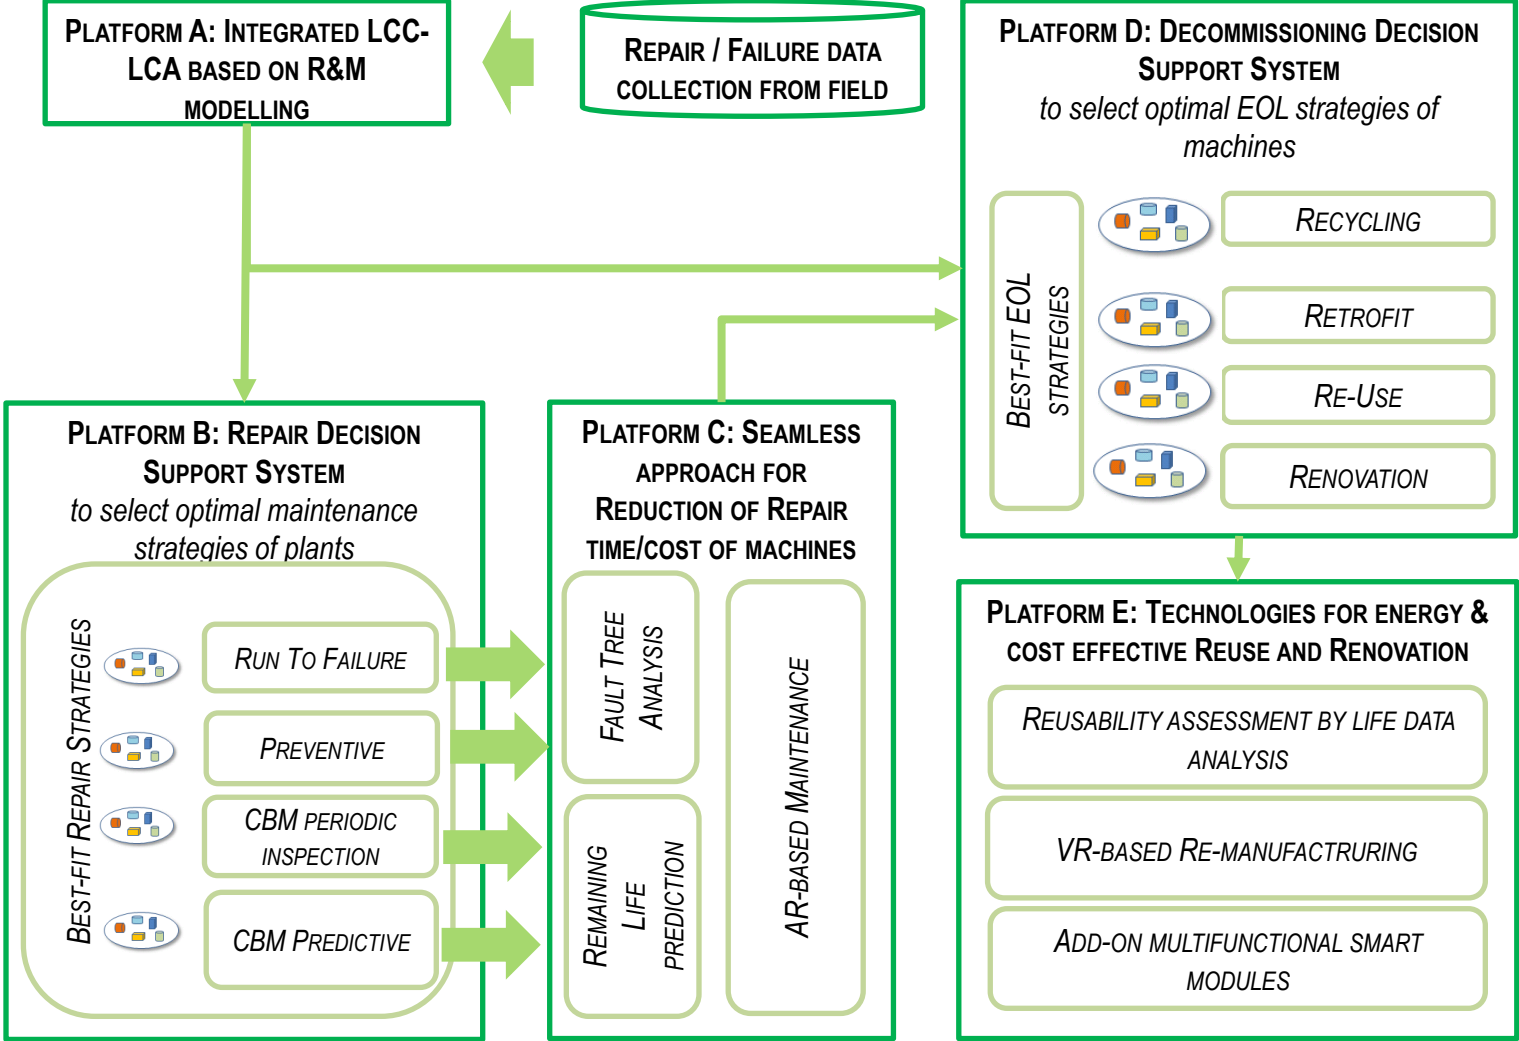 PLATFORM A: INTEGRATED LCC-
LCA BASED ON R&M
MODELLING
REPAIR / FAILURE DATA
COLLECTION FROM FIELD
PLATFORM D: DECOMMISSIONING DECISION
SUPPORT SYSTEM
to select optimal EOL strategies of
machines
BEST-FIT EOL
STRATEGIES
RECYCLING
RETROFIT
RE-USE
RENOVATION
PLATFORM B: REPAIR DECISION
SUPPORT SYSTEM
to select optimal maintenance
strategies of plants
BEST-FIT REPAIR STRATEGIES
RUN TO FAILURE
PREVENTIVE
CBM PERIODIC
INSPECTION
CBM PREDICTIVE
PLATFORM C: SEAMLESS
APPROACH FOR
REDUCTION OF REPAIR
TIME/COST OF MACHINES
FAULT TREE
ANALYSIS
REMAINING
LIFE
PREDICTION
AR-BASED MAINTENANCE
PLATFORM E: TECHNOLOGIES FOR ENERGY &
COST EFFECTIVE REUSE AND RENOVATION
REUSABILITY ASSESSMENT BY LIFE DATA
ANALYSIS
VR-BASED RE-MANUFACTRURING
ADD-ON MULTIFUNCTIONAL SMART
MODULES